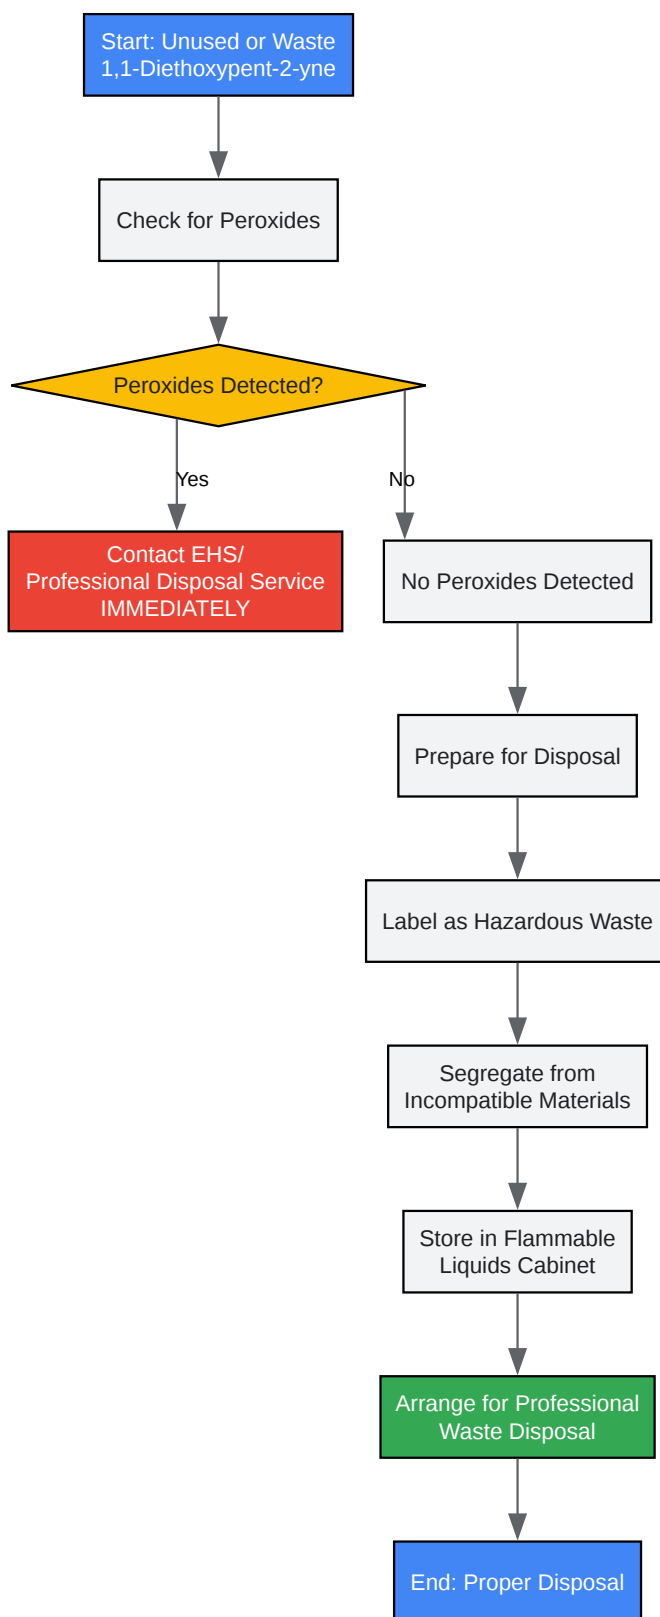 Start: Unused or Waste
1,1-Diethoxypent-2-yne
Check for Peroxides
Peroxides Detected?
Yes
No
Contact EHS/
Professional Disposal Service
IMMEDIATELY
No Peroxides Detected
Prepare for Disposal
Label as Hazardous Waste
Segregate from
Incompatible Materials
Store in Flammable
Liquids Cabinet
Arrange for Professional
Waste Disposal
End: Proper Disposal